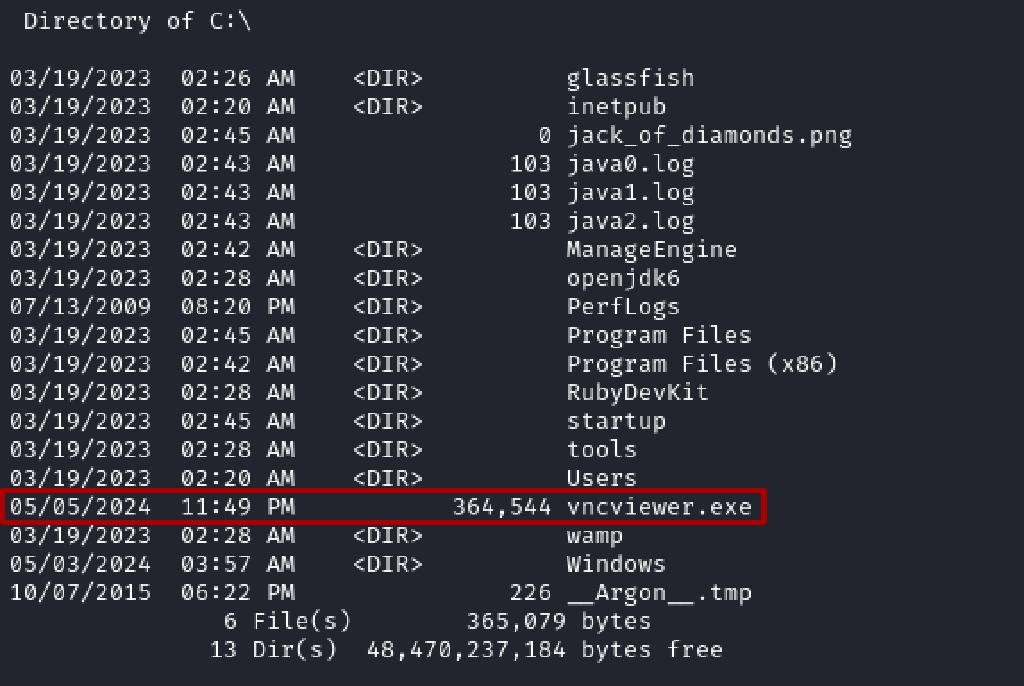 Directory of C:\
03/19/2023  02:26 AM    <DIR>          glassfish
03/19/2023  02:20 AM    <DIR>          inetpub
03/19/2023  02:45 AM                 0 jack_of_diamonds.png
03/19/2023  02:43 AM               103 java0.log
03/19/2023  02:43 AM               103 java1.log
03/19/2023  02:43 AM               103 java2.log
03/19/2023  02:42 AM    <DIR>          ManageEngine
03/19/2023  02:28 AM    <DIR>          openjdk6
07/13/2009  08:20 PM    <DIR>          PerfLogs
03/19/2023  02:45 AM    <DIR>          Program Files
03/19/2023  02:42 AM    <DIR>          Program Files (x86)
03/19/2023  02:28 AM    <DIR>          RubyDevKit
03/19/2023  02:45 AM    <DIR>          startup
03/19/2023  02:28 AM    <DIR>          tools
03/19/2023  02:20 AM    <DIR>          Users
05/05/2024  11:49 PM           364,544 vncviewer.exe
03/19/2023  02:28 AM    <DIR>          wamp
05/03/2024  03:57 AM    <DIR>          Windows
10/07/2015  06:22 PM               226 __Argon__.tmp
               6 File(s)        365,079 bytes
              13 Dir(s)  48,470,237,184 bytes free